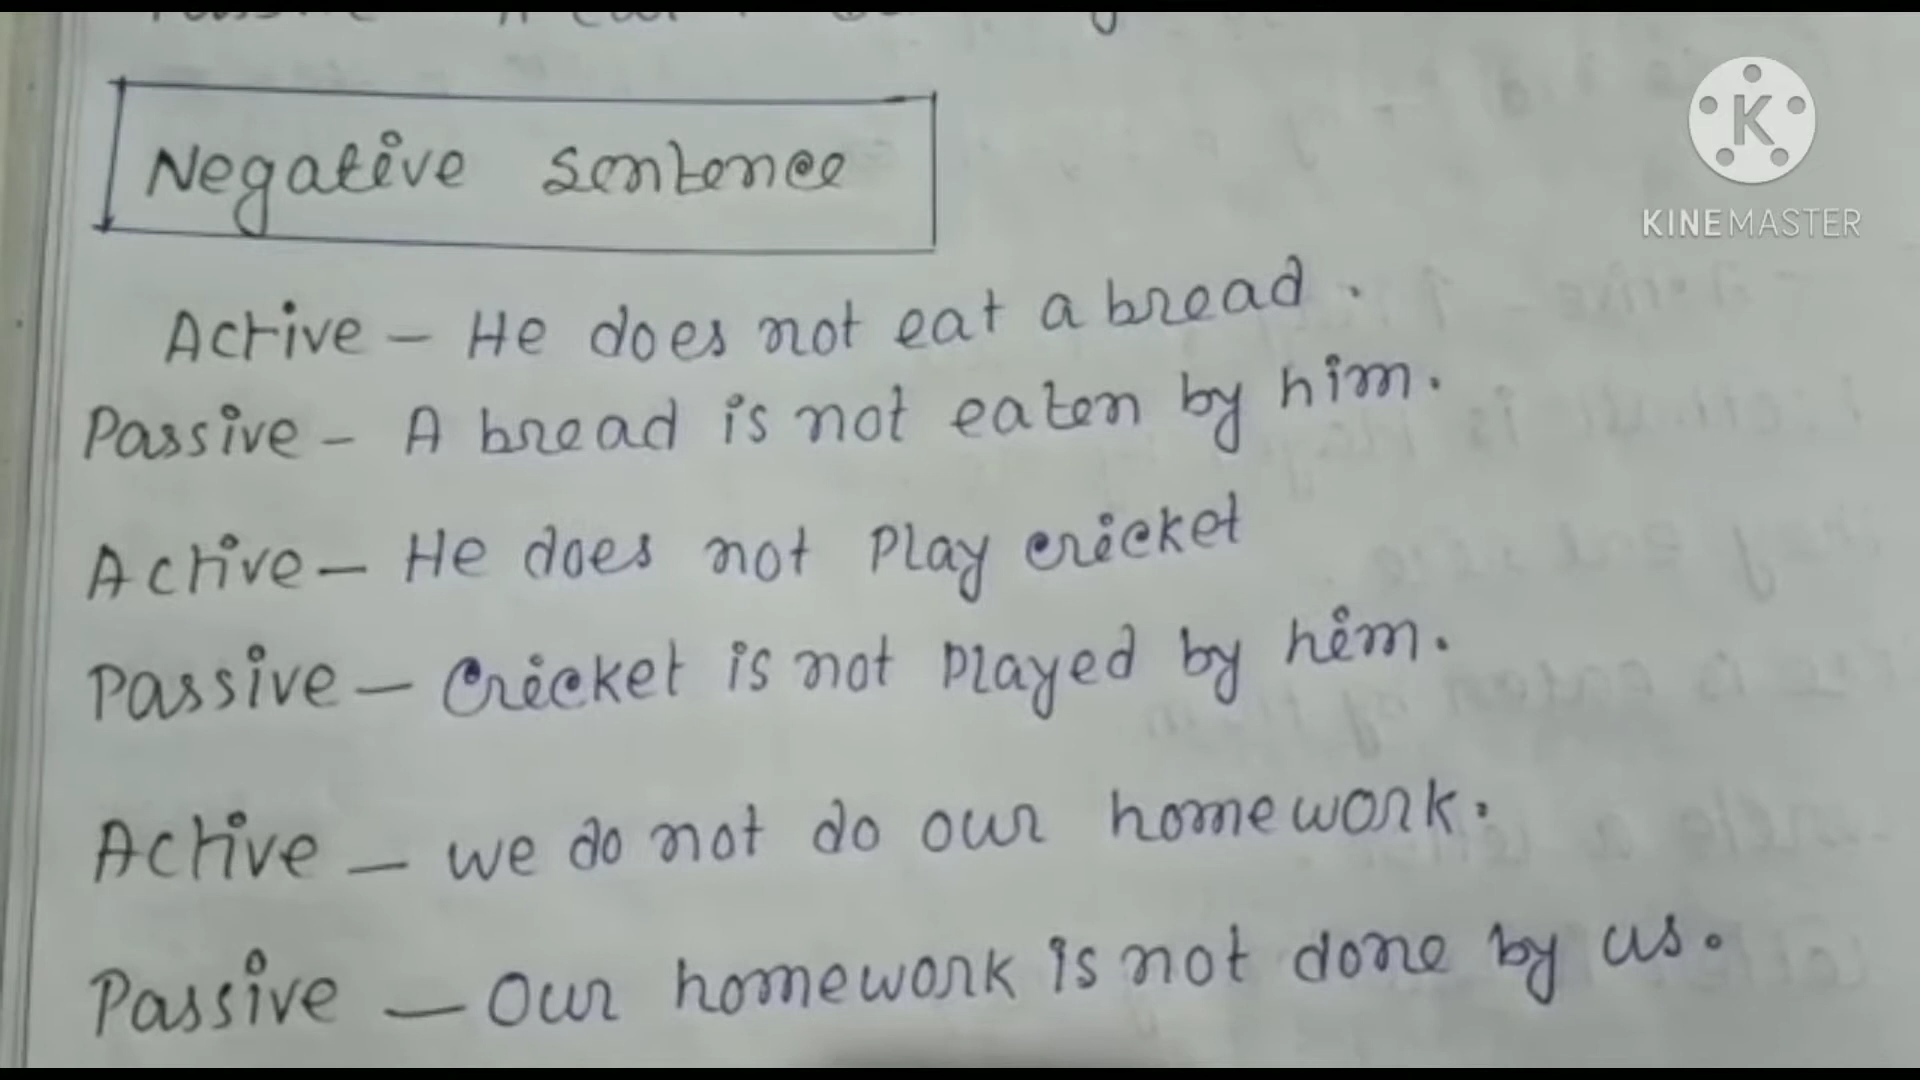 Negative sentence
K
KINEMASTER
Active - He does not eat a bread.
Passive - A bread is not eaten by him.
Active - He does not Play cricket
Passive - Cricket is not Played by him.
Active - we do not do our homework.
Passive - Our homework is not done by us.